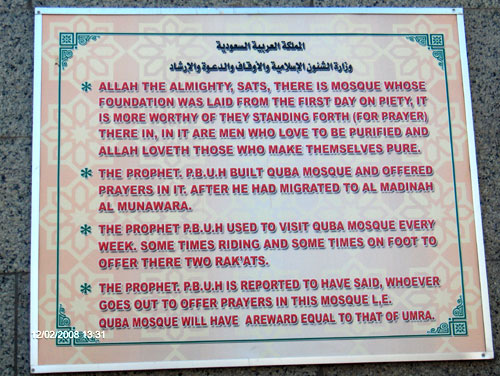 المملكة العربية السعودية
وزارة الشئون الإسلامية والأوقاف والدعوة والإرشاد
* ALLAH THE ALMIGHTY, SATS, THERE IS MOSQUE WHOSE
FOUNDATION WAS LAID FROM THE FIRST DAY ON PIETY, IT
IS MORE WORTHY OF THEY STANDING FORTH (FOR PRAYER)
THERE IN, IN IT ARE MEN WHO LOVE TO BE PURIFIED AND
ALLAH LOVETH THOSE WHO MAKE THEMSELVES PURE.
* THE PROPHET. P.B.U.H BUILT QUBA MOSQUE AND OFFERED
PRAYERS IN IT, AFTER HE HAD MIGRATED TO AL MADINAH
AL MUNAWARA.
* THE PROPHET P.B.U.H USED TO VISIT QUBA MOSQUE EVERY
WEEK. SOME TIMES RIDING AND SOME TIMES ON FOOT TO
OFFER THERE TWO RAK'ATS.
* THE PROPHET. P.B.U.H IS REPORTED TO HAVE SAID, WHOEVER
GOES OUT TO OFFER PRAYERS IN THIS MOSQUE L.E.
QUBA MOSQUE WILL HAVE AREWARD EQUAL TO THAT OF UMRA.
2/02/2008 13:31